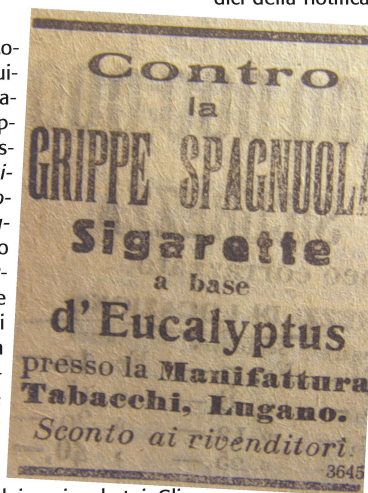 Contro
la
GRIPPE SPAGNUOLA
Sigarette
a base
d'Eucalyptus
presso la Manifattura
Tabacchi, Lugano.
Sconto ai rivenditori.
3645